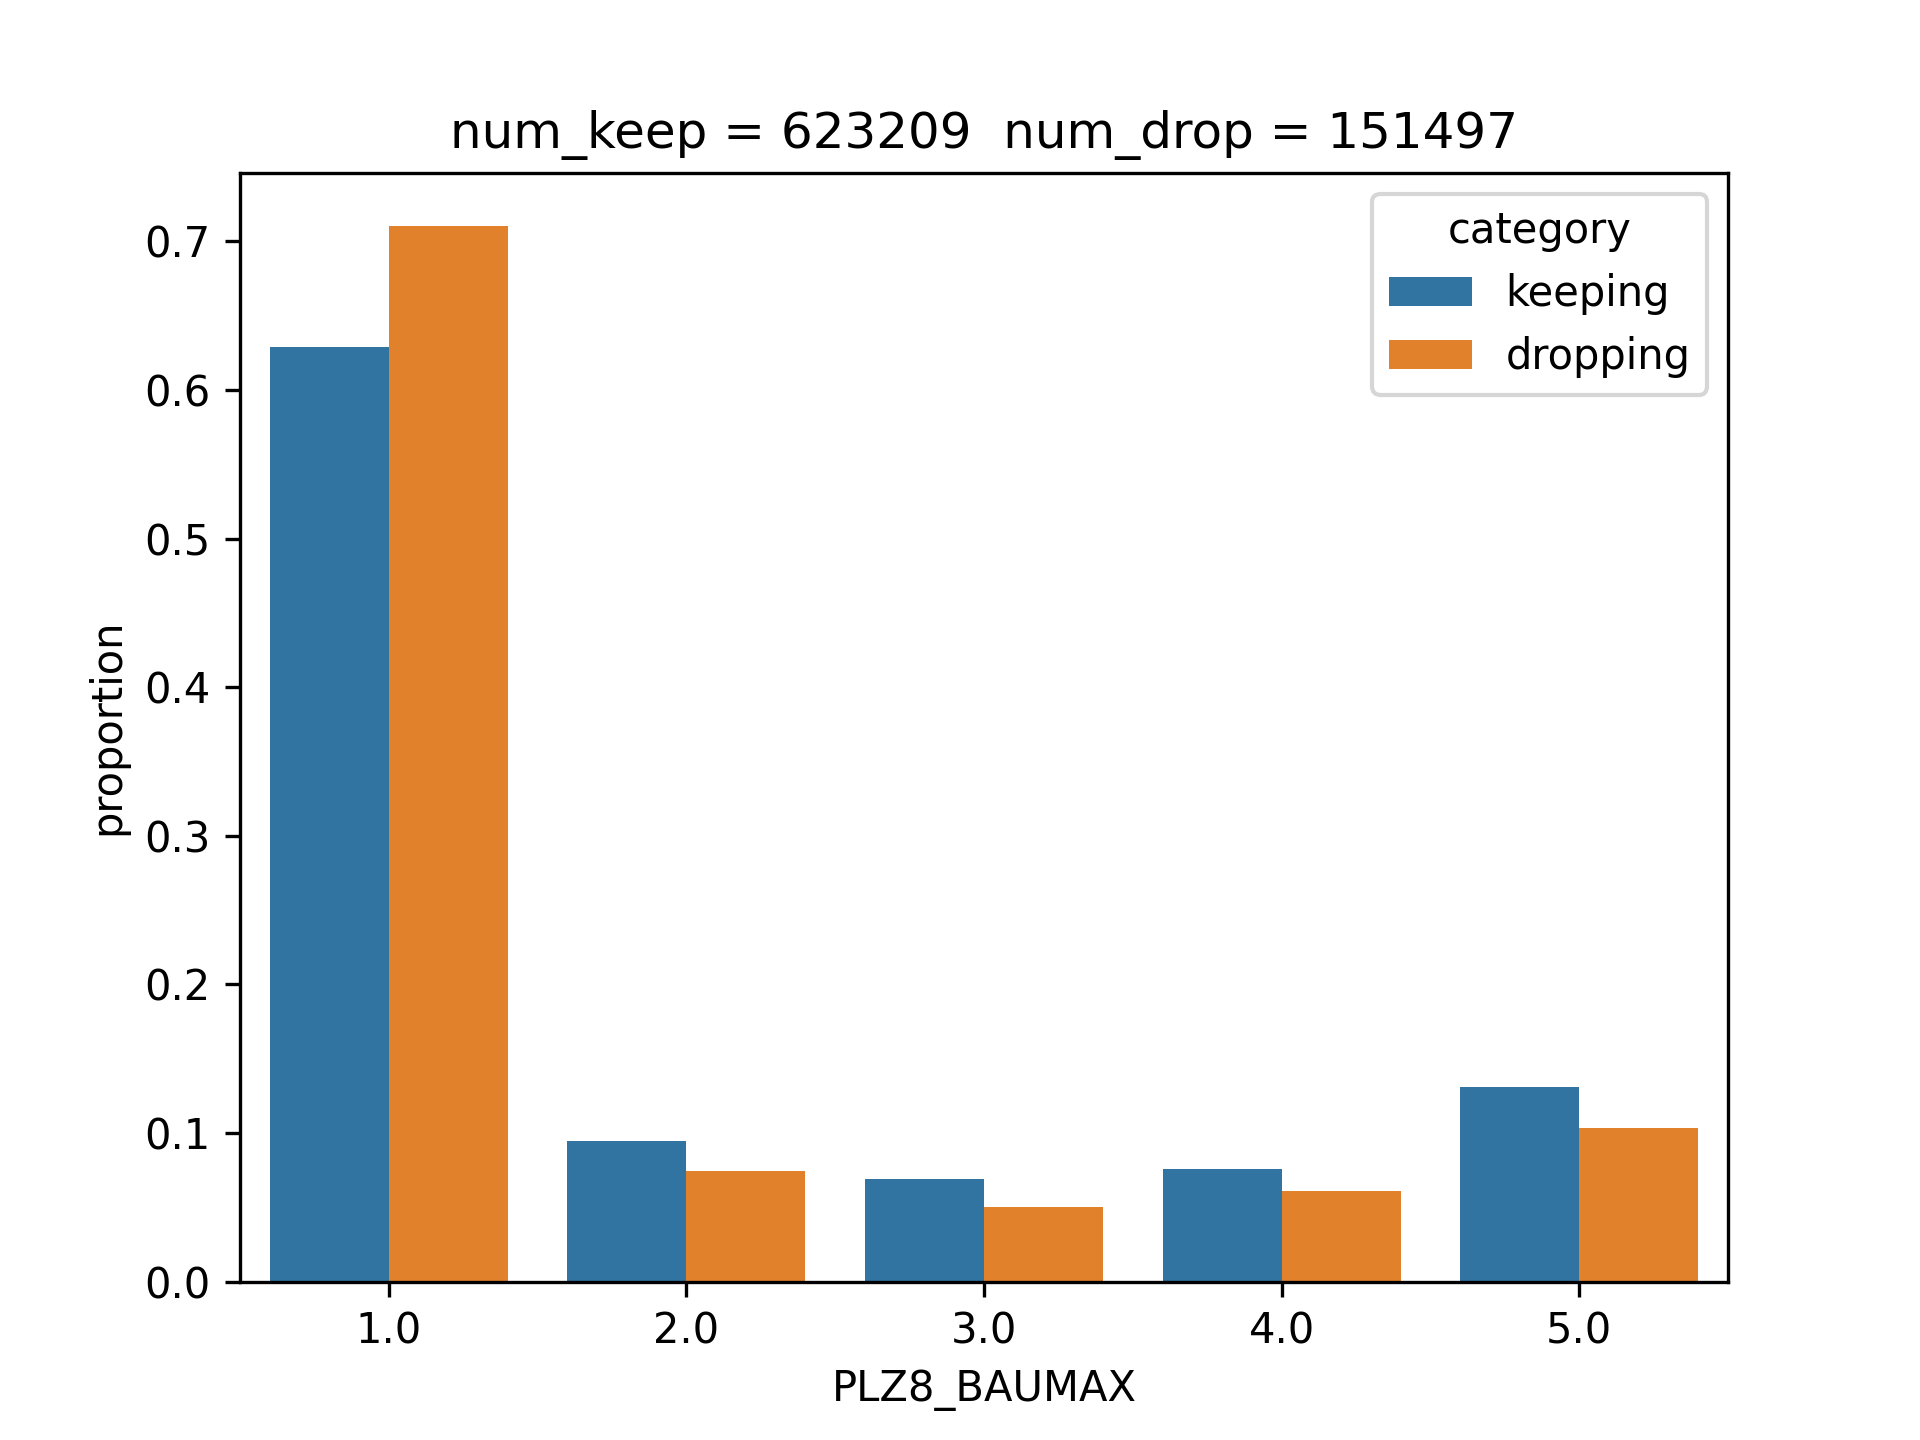 num_keep = 623209  num_drop = 151497
category
keeping
dropping
0.7
0.6
0.5
0.4
0.3
0.2
0.1
0.0
proportion
1.0 2.0 3.0 4.0 5.0
PLZ8_BAUMAX